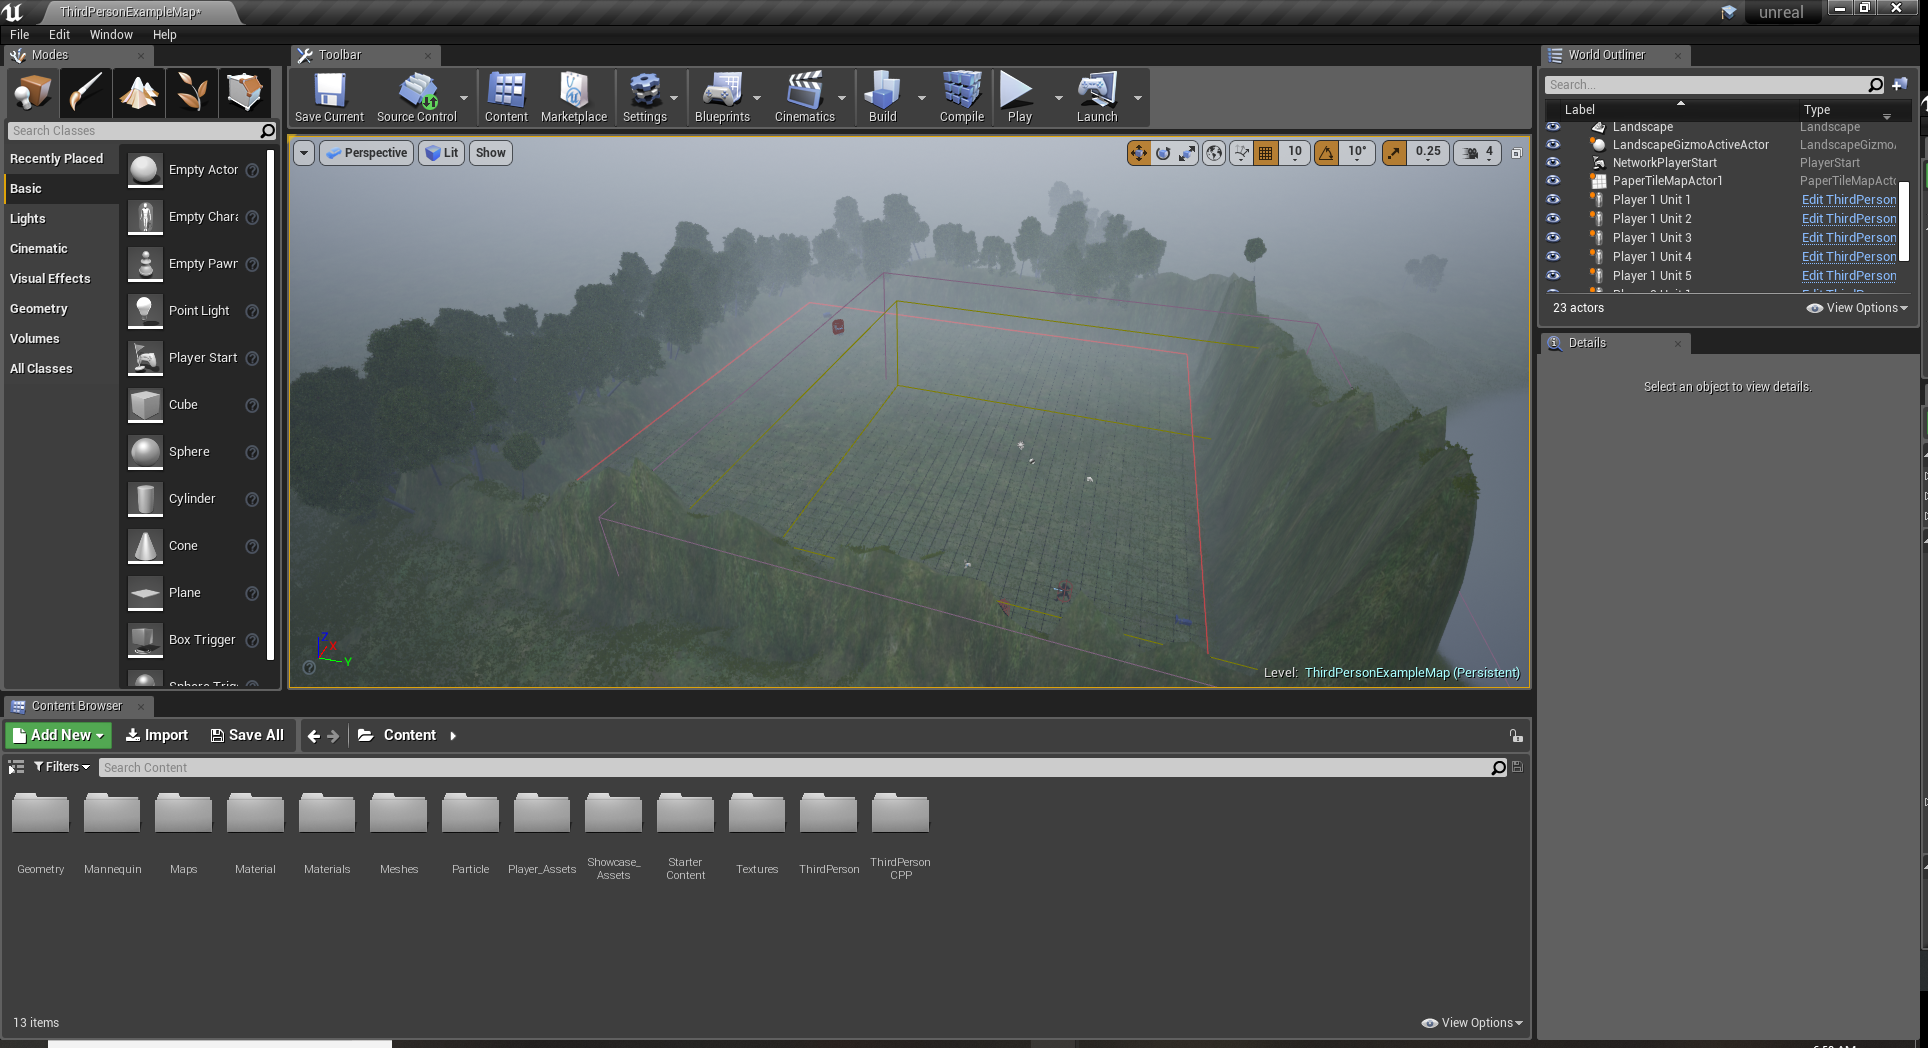 ThirdPersonExampleMap*
unreal
File Edit Window Help
Modes
Toolbar
World Outliner
Save Current
Source Control
Content
Marketplace
Settings
Blueprints
Cinematics
Build
Compile
Play
Launch
Search Classes
Recently Placed
Basic
Lights
Cinematic
Visual Effects
Geometry
Volumes
All Classes
Empty Actor
Empty Chara
Empty Pawn
Point Light
Player Start
Cube
Sphere
Cylinder
Cone
Plane
Box Trigger
Sphere Trig
Perspective
Lit
Show
10
10°
0.25
4
Z
X
Y
Level: ThirdPersonExampleMap (Persistent)
Search...
Label Type
Landscape Landscape
LandscapeGizmoActiveActor LandscapeGizmo
NetworkPlayerStart PlayerStart
PaperTileMapActor1 PaperTileMapActo
Player 1 Unit 1 Edit ThirdPerson
Player 1 Unit 2 Edit ThirdPerson
Player 1 Unit 3 Edit ThirdPerson
Player 1 Unit 4 Edit ThirdPerson
Player 1 Unit 5 Edit ThirdPerson
23 actors
View Options
Details
Select an object to view details.
Content Browser
Add New
Import
Save All
Content
Filters
Search Content
Geometry
Mannequin
Maps
Material
Materials
Meshes
Particle
Player_Assets
Showcase_
Assets
Starter
Content
Textures
ThirdPerson
ThirdPerson
CPP
13 items
View Options